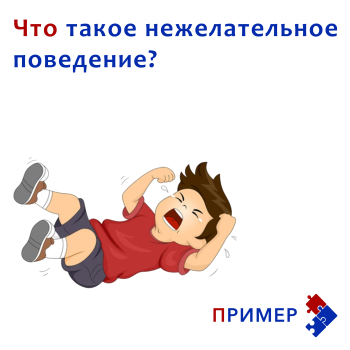 Что такое нежелательное
поведение?
ПРИМЕР